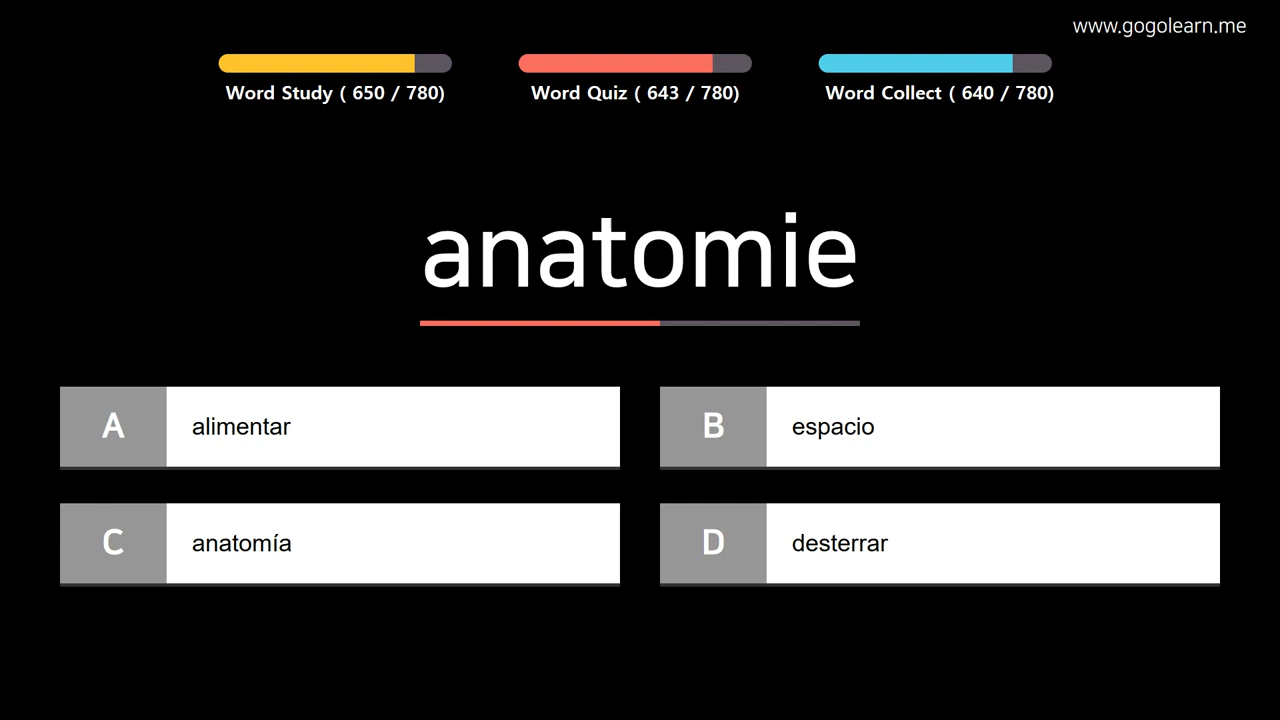 www.gogolearn.me
Word Study ( 650 / 780)
Word Quiz ( 643 / 780)
Word Collect ( 640 / 780)
anatomie
A alimentar
B espacio
C anatomía
D desterrar